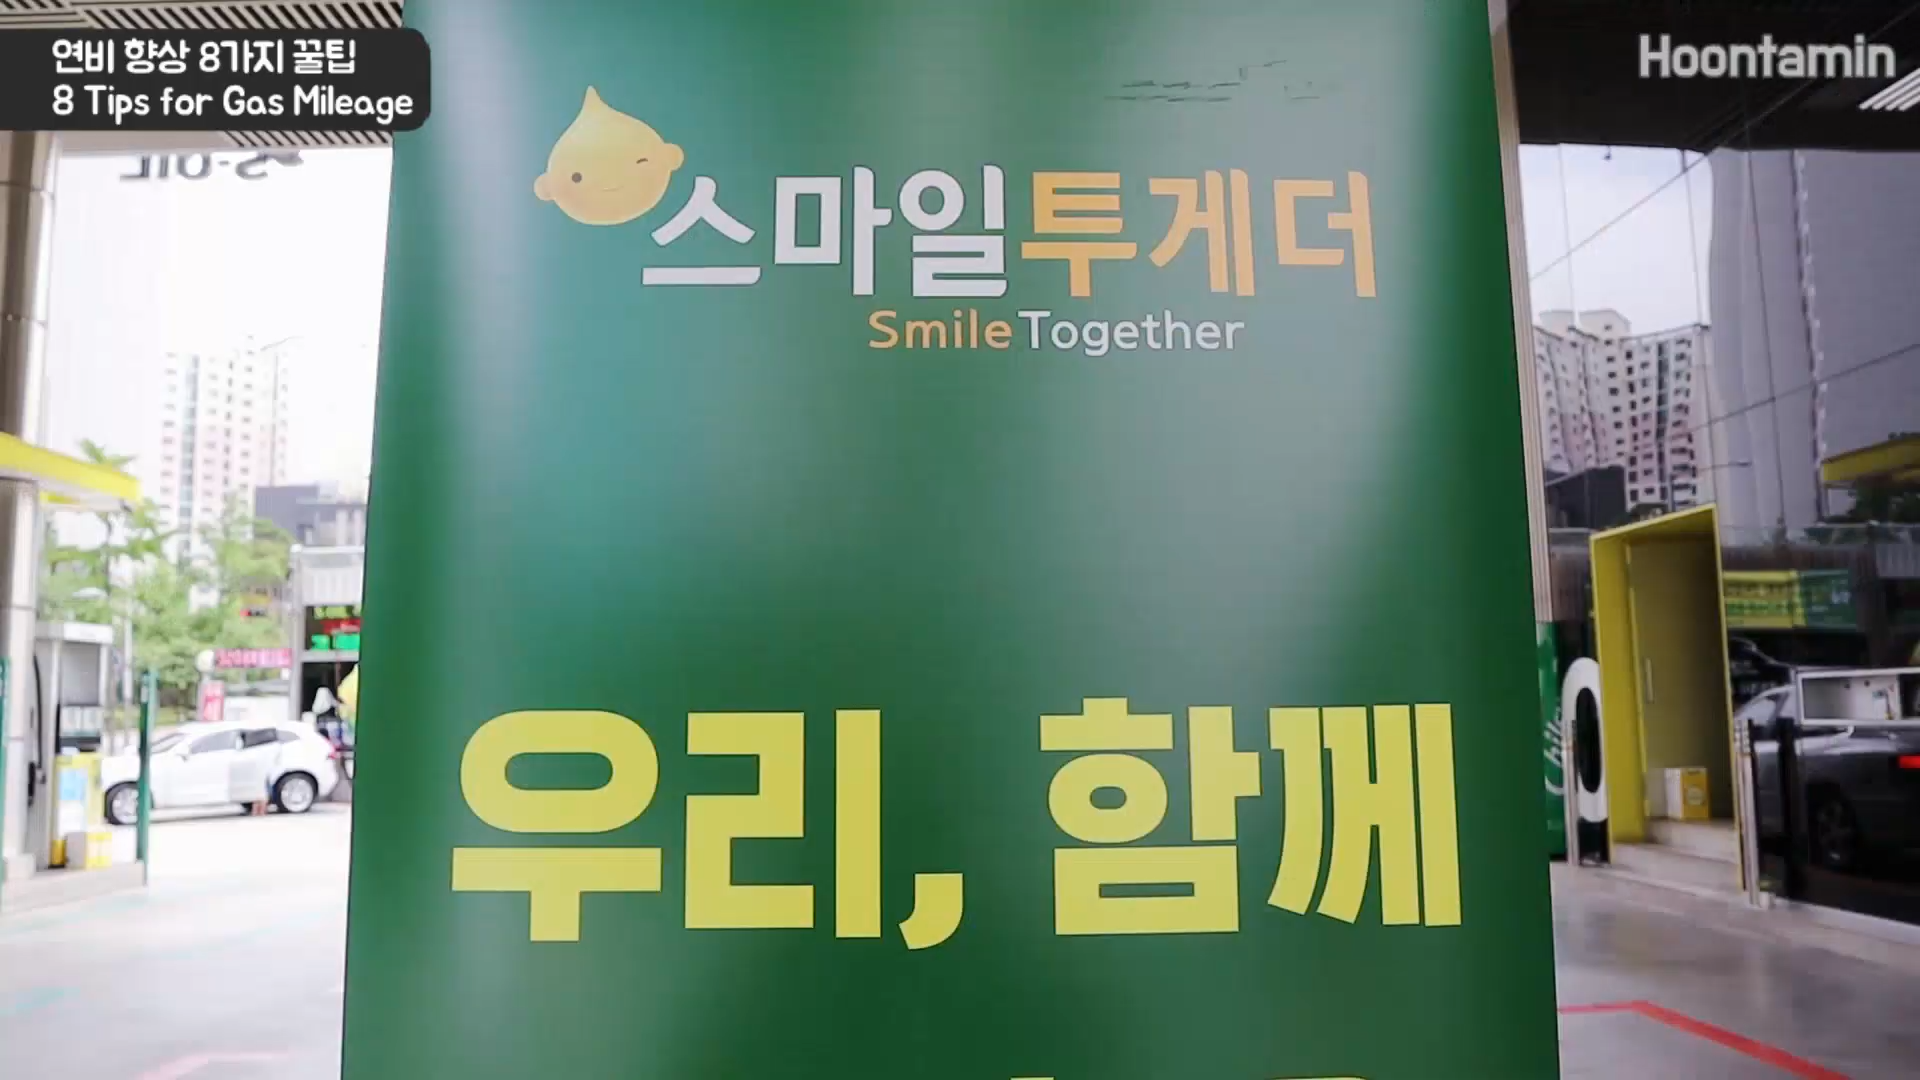 연비 향상 8가지 꿀팁
8 Tips for Gas Mileage
Hoontamin
S-OIL
스마일투게더
Smile Together
우리, 함께